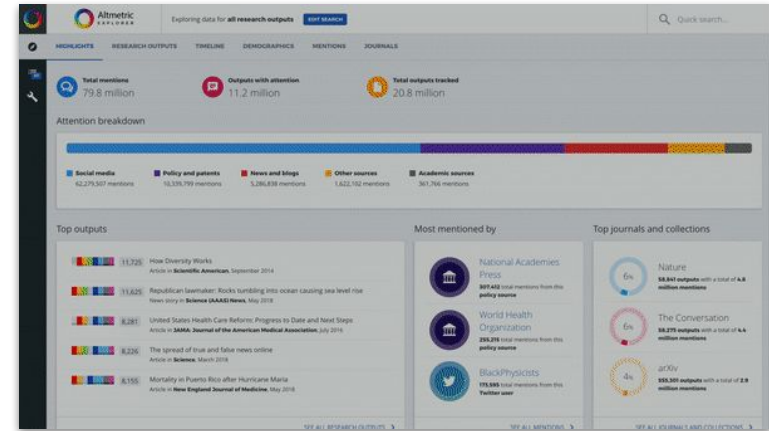 Altmetric
EXPLORER
Exploring data for all research outputs
EDIT SEARCH
Quick search...
HIGHLIGHTS
RESEARCH OUTPUTS
TIMELINE
DEMOGRAPHICS
MENTIONS
JOURNALS
Total mentions
79.8 million
Outputs with attention
11.2 million
Total outputs tracked
20.8 million
Attention breakdown
Social media
62,279,507 mentions
Policy and patents
10,339,799 mentions
News and blogs
5,286,838 mentions
Other sources
1,622,102 mentions
Academic sources
361,766 mentions
Top outputs
11,725
How Diversity Works
Article in Scientific American, September 2014
11,625
Republican lawmaker: Rocks tumbling into ocean causing sea level rise
News story in Science (AAAS) News, May 2018
8,281
United States Health Care Reform: Progress to Date and Next Steps
Article in JAMA: Journal of the American Medical Association, July 2016
8,226
The spread of true and false news online
Article in Science, March 2018
8,155
Mortality in Puerto Rico after Hurricane Maria
Article in New England Journal of Medicine, May 2018
SEE ALL RESEARCH OUTPUTS
Most mentioned by
National Academies
Press
307,412 total mentions from this
policy source
World Health
Organization
255,215 total mentions from this
policy source
BlackPhysicists
173,595 total mentions from this
Twitter user
SEE ALL MENTIONS
Top journals and collections
6%
Nature
58,841 outputs with a total of 4.8
million mentions
6%
The Conversation
58,275 outputs with a total of 4.4
million mentions
4%
arXiv
555,301 outputs with a total of 2.9
million mentions
SEE ALL JOURNALS AND COLLECTIONS